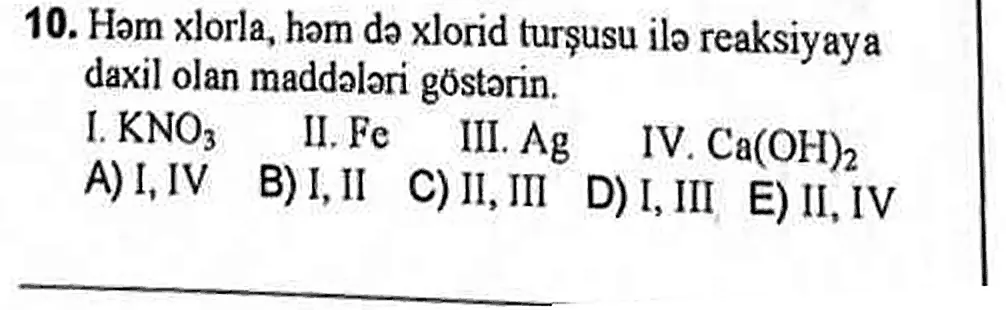 10. Həm xlorla, həm də xlorid turşusu ilə reaksiyaya
daxil olan maddələri göstərin.
I. KNO₃ II. Fe III. Ag IV. Ca(OH)₂
A) I, IV B) I, II C) II, III D) I, III E) II, IV